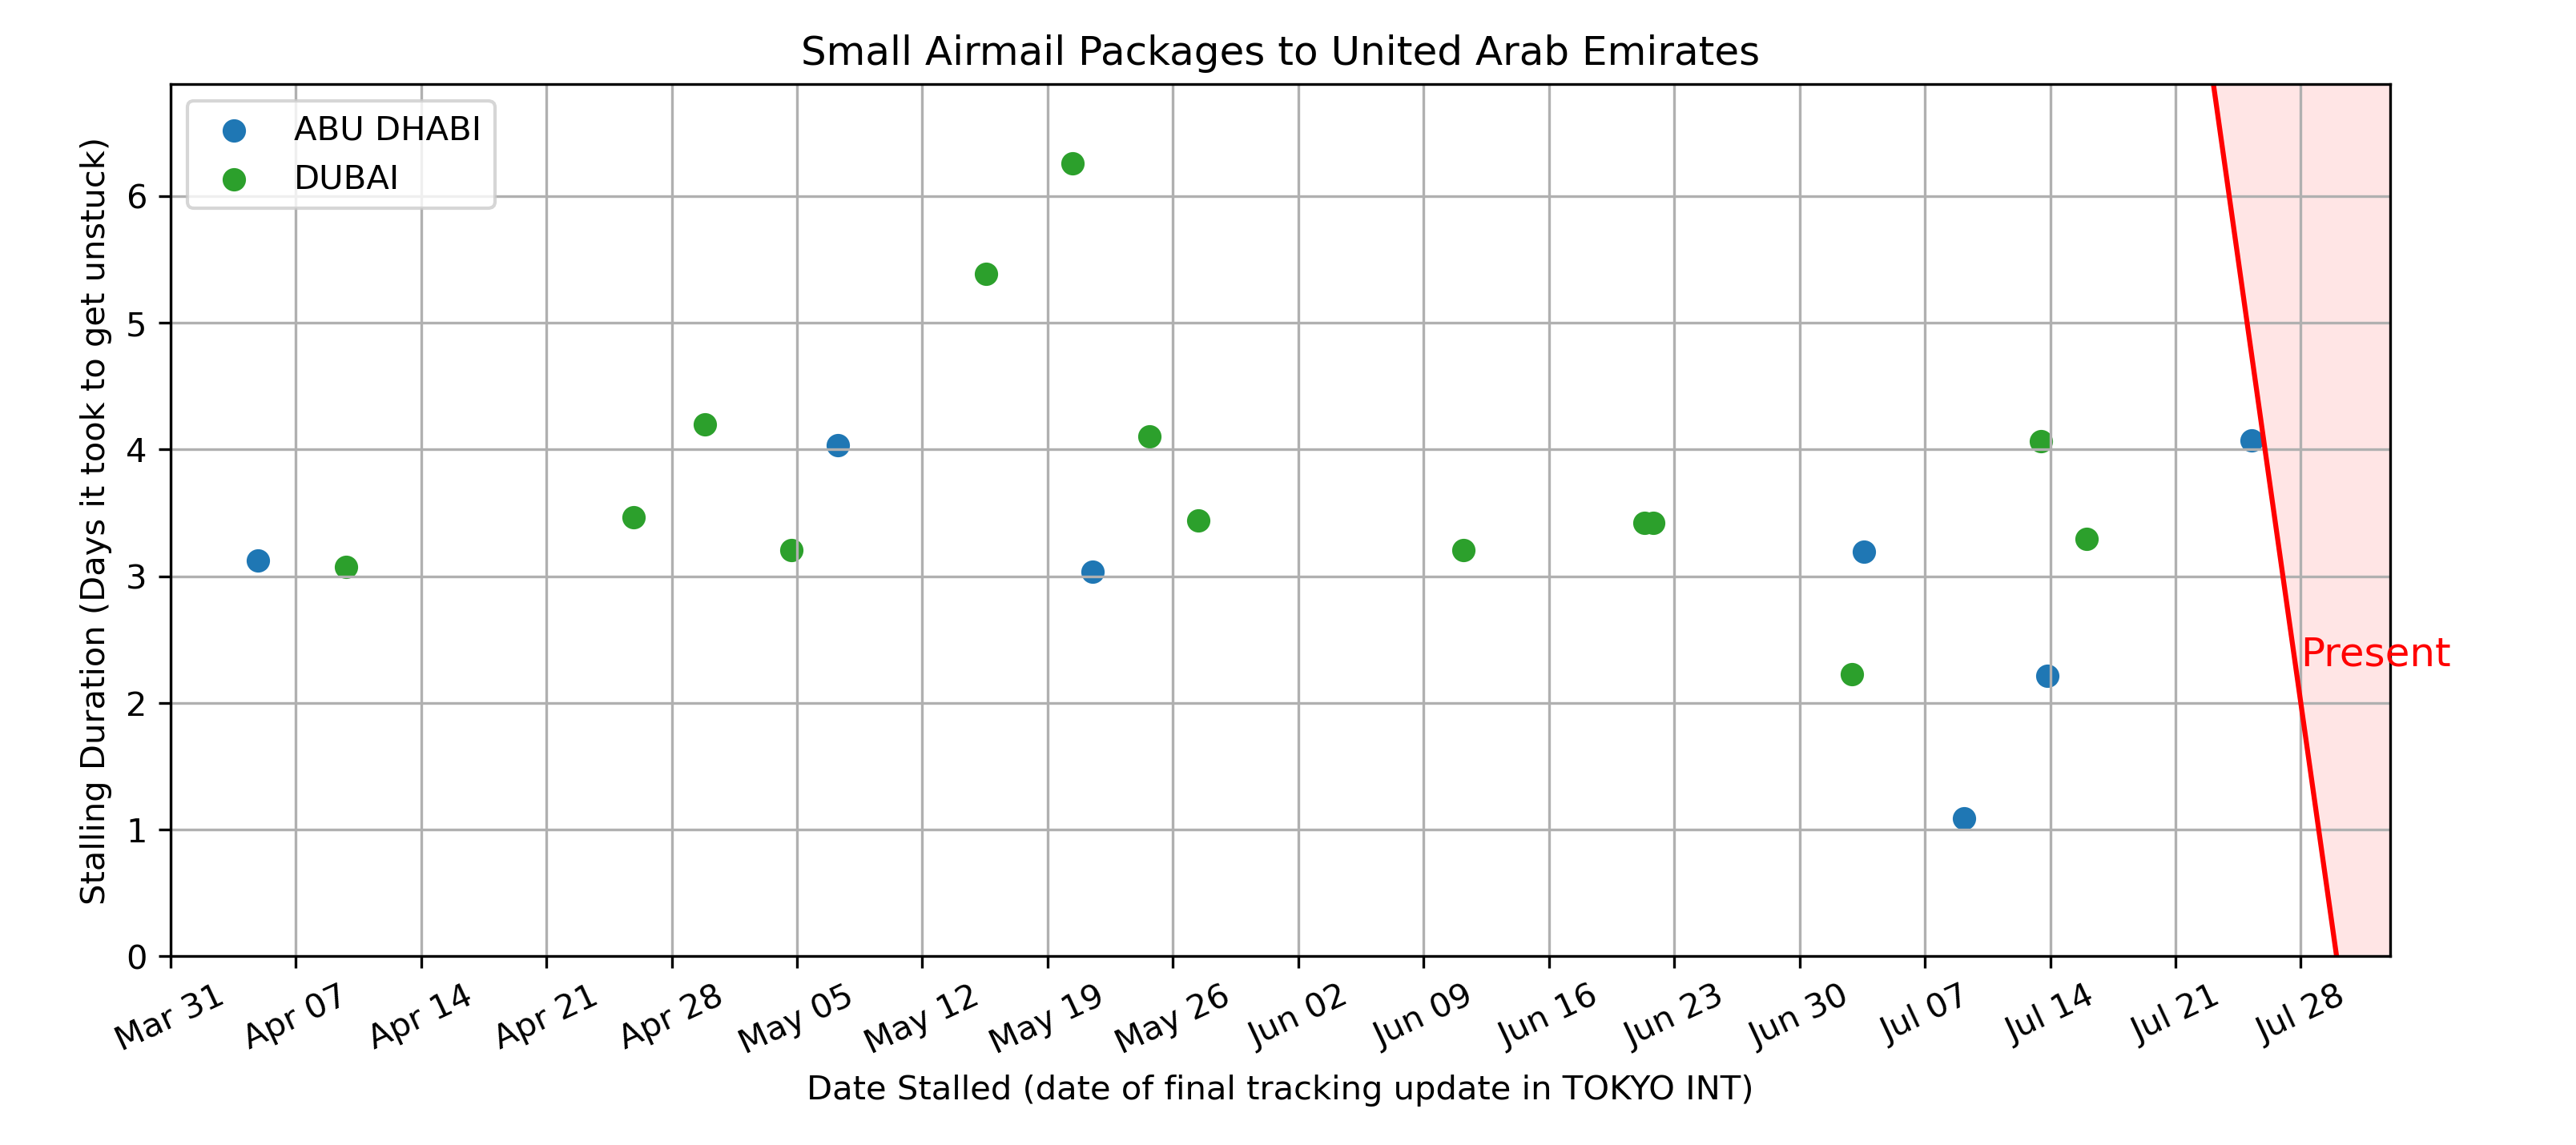 Small Airmail Packages to United Arab Emirates
ABU DHABI
DUBAI
Stalling Duration (Days it took to get unstuck)
6
5
4
3
2
1
0
Present
Mar 31
Apr 07
Apr 14
Apr 21
Apr 28
May 05
May 12
May 19
May 26
Jun 02
Jun 09
Jun 16
Jun 23
Jun 30
Jul 07
Jul 14
Jul 21
Jul 28
Date Stalled (date of final tracking update in TOKYO INT)